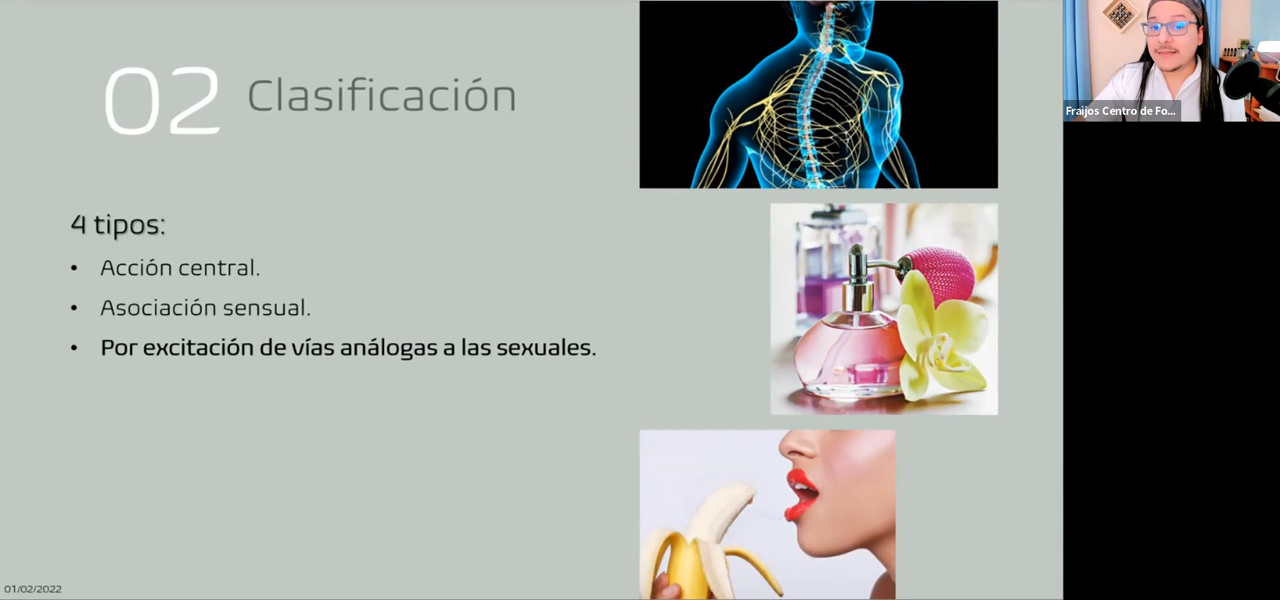 02 Clasificación
4 tipos:
• Acción central.
• Asociación sensual.
• Por excitación de vías análogas a las sexuales.
01/02/2022
Fraijos Centro de Fo...